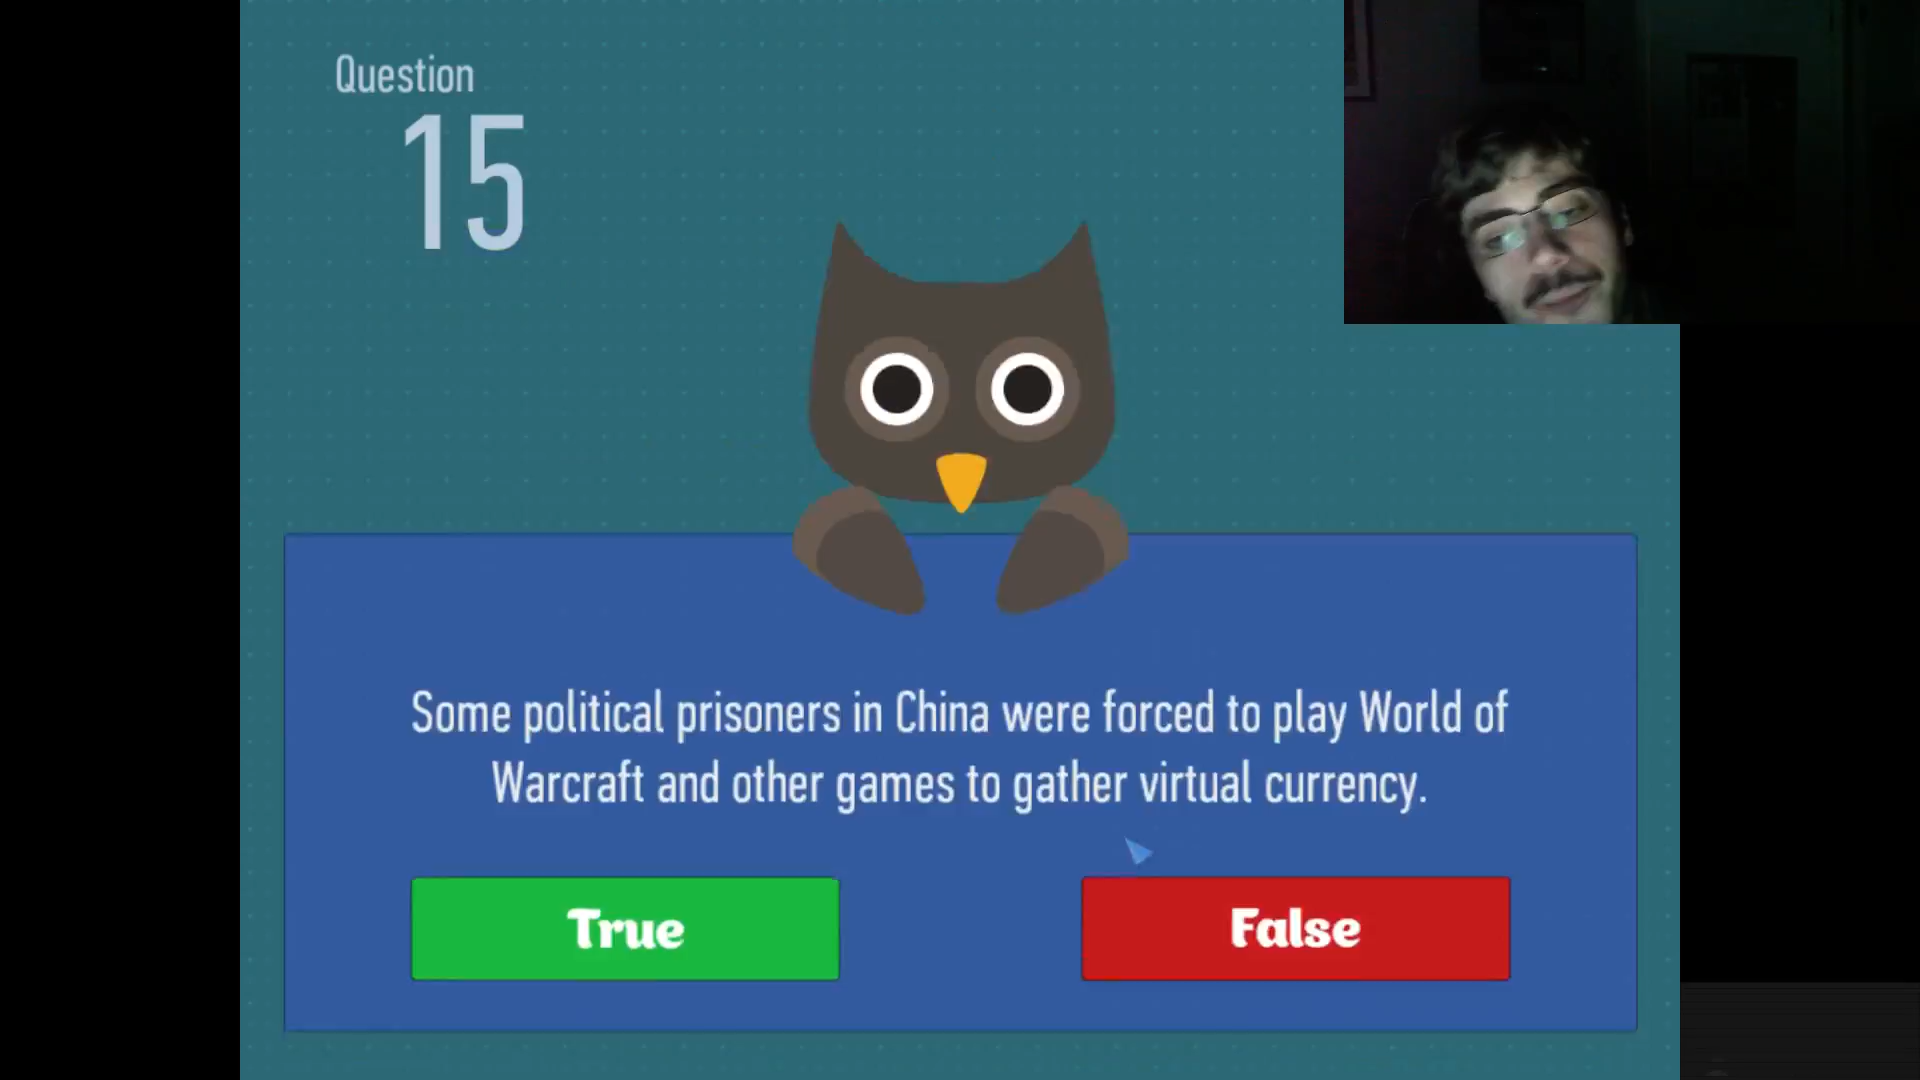 Question
15
Some political prisoners in China were forced to play World of
Warcraft and other games to gather virtual currency.
True
False